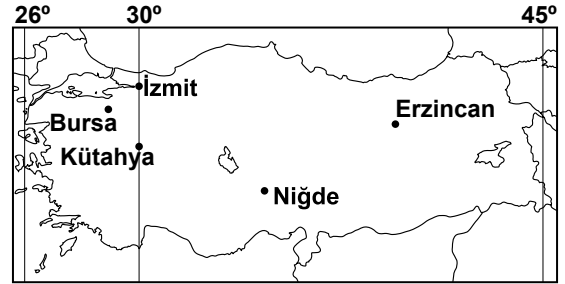 26º 30º 45º
İzmit
Bursa
Erzincan
Kütahya
Niğde